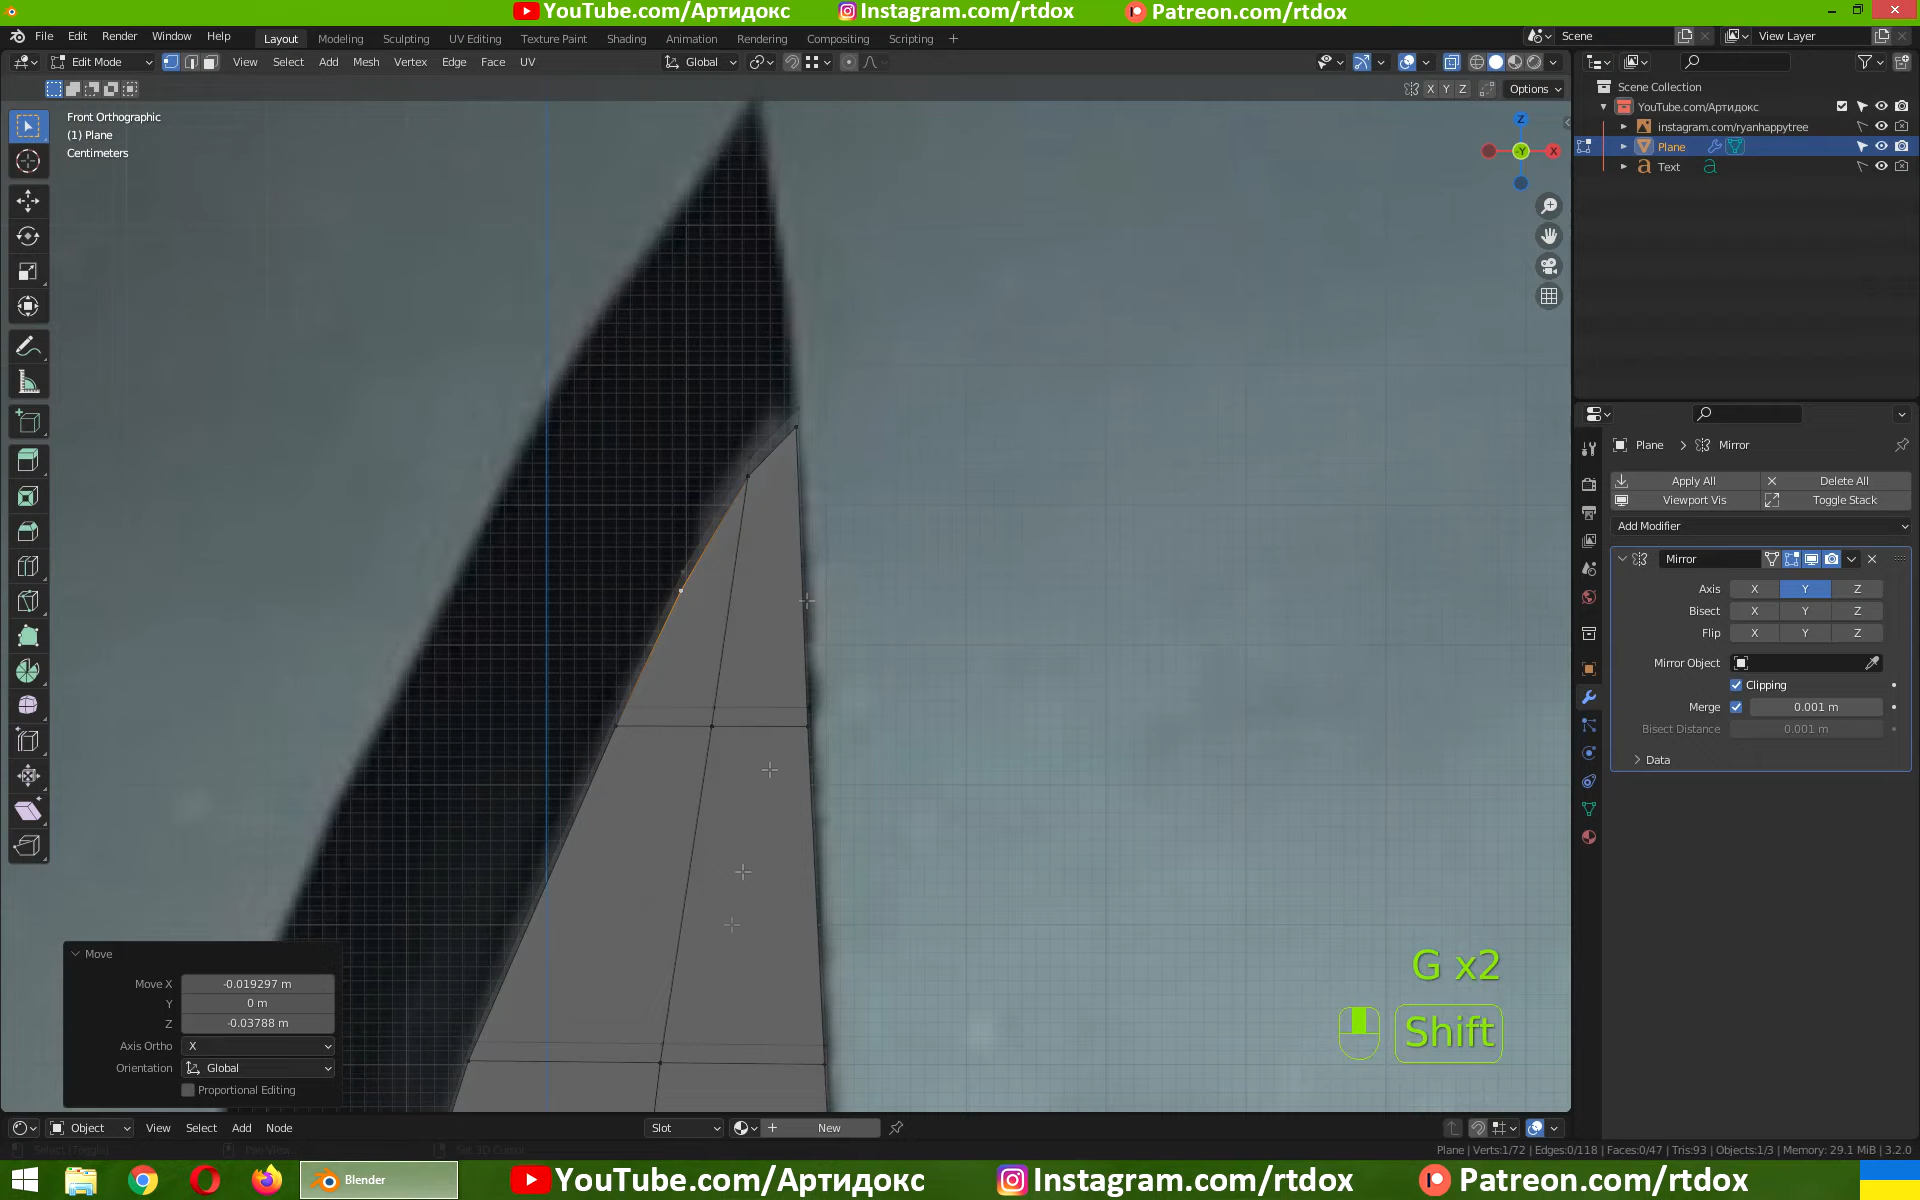 YouTube.com/Артидокс Instagram.com/rtdox Patreon.com/rtdox
File Edit Render Window Help Layout Modeling Sculpting UV Editing Texture Paint Shading Animation Rendering Compositing Scripting + Scene View Layer
Edit Mode View Select Add Mesh Vertex Edge Face UV Global
X Y Z Options
Scene Collection
YouTube.com/Артидокс
instagram.com/ryanhappytree
Plane
Text
Front Orthographic
(1) Plane
Centimeters
Z
-Y X
Plane > Mirror
Apply All Delete All
Viewport Vis Toggle Stack
Add Modifier
Mirror
Axis X Y Z
Bisect X Y Z
Flip X Y Z
Mirror Object
Clipping
Merge 0.001 m
Bisect Distance 0.001 m
Data
Move
Move X -0.019297 m
Y 0 m
Z -0.03788 m
Axis Ortho X
Orientation Global
Proportional Editing
G x2
Shift
Object View Select Add Node Slot New
Select (Toggle) Pan View Set 3D Cursor
Plane | Verts:1/72 | Edges:0/118 | Faces:0/47 | Tris:93 | Objects:1/3 | Memory: 29.1 MiB | 3.2.0
Blender YouTube.com/Артидокс Instagram.com/rtdox Patreon.com/rtdox